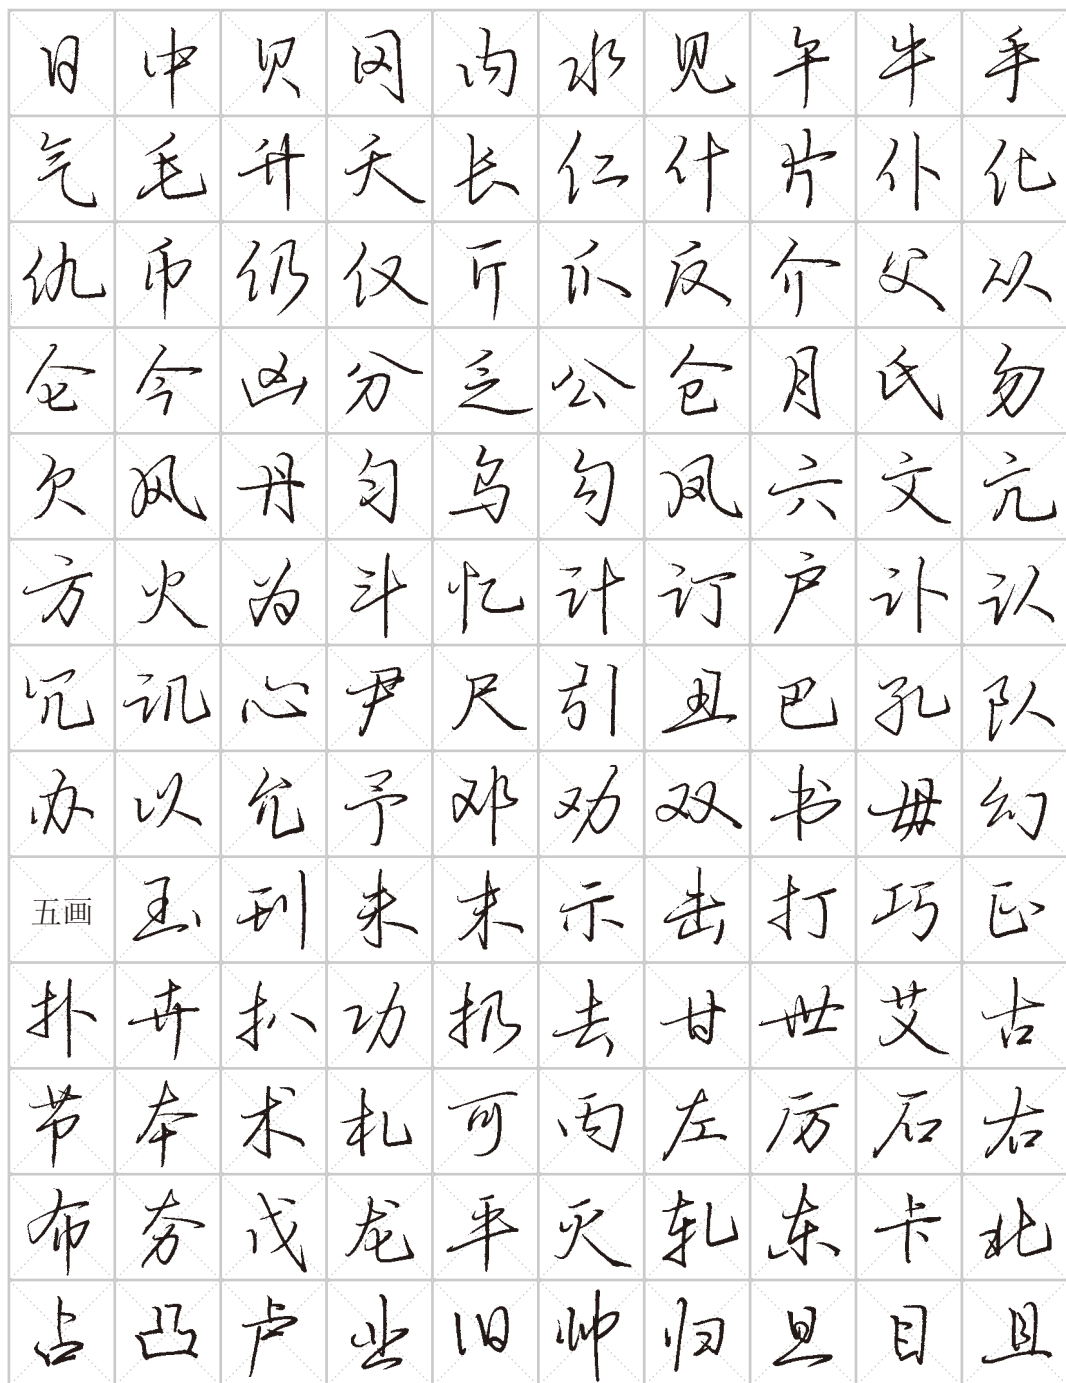 日中贝冈内水见午牛手
气毛升夭长仁什片仆化
仇币仍仅斤爪反介父从
仑今凶分乏公仓月氏勿
欠风丹匀乌勾凤六文亢
方火为斗忆计订户讣认
冗讥心尹尺引丑巴孔队
办以允予邓劝双书毋幻
五画玉刊未末示击打巧正
扑卉扒功扔去甘世艾古
节本术札可丙左厉石右
布夯戊龙平灭轧东卡北
占凸卢业旧帅归旦目且